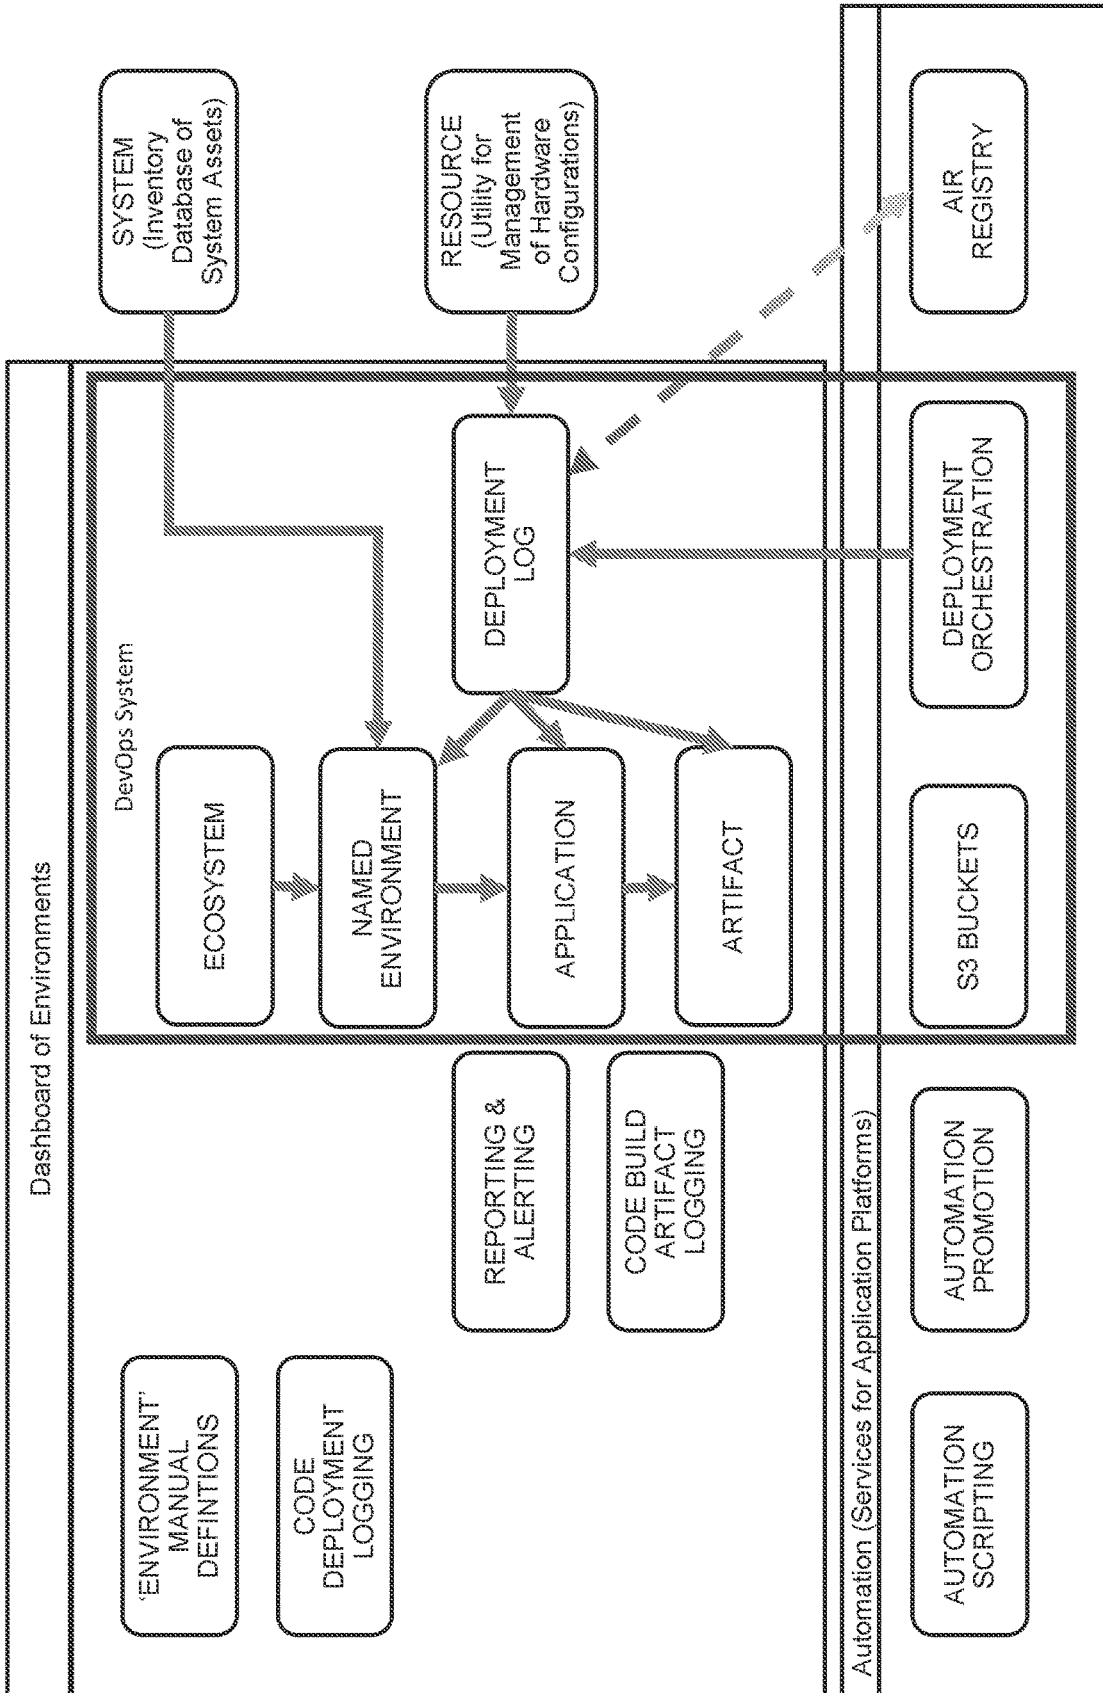 Dashboard of Environments
'ENVIRONMENT'
MANUAL
DEFINTIONS
CODE
DEPLOYMENT
LOGGING
REPORTING &
ALERTING
CODE BUILD
ARTIFACT
LOGGING
DevOps System
ECOSYSTEM
NAMED
ENVIRONMENT
APPLICATION
ARTIFACT
DEPLOYMENT
LOG
SYSTEM
(Inventory
Database of
System Assets)
RESOURCE
(Utility for
Management
of Hardware
Configurations)
Automation (Services for Application Platforms)
AUTOMATION
SCRIPTING
AUTOMATION
PROMOTION
S3 BUCKETS
DEPLOYMENT
ORCHESTRATION
AIR
REGISTRY